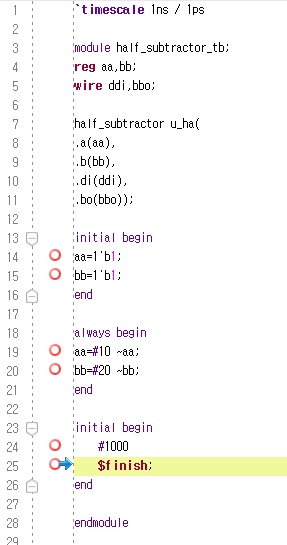 1 `timescale 1ns / 1ps
2
3 module half_subtractor_tb;
4 reg aa,bb;
5 wire ddi,bbo;
6
7 half_subtractor u_ha(
8 .a(aa),
9 .b(bb),
10 .di(ddi),
11 .bo(bbo));
12
13 initial begin
14 aa=1'b1;
15 bb=1'b1;
16 end
17
18 always begin
19 aa=#10 ~aa;
20 bb=#20 ~bb;
21 end
22
23 initial begin
24 #1000
25 $finish;
26 end
27
28 endmodule